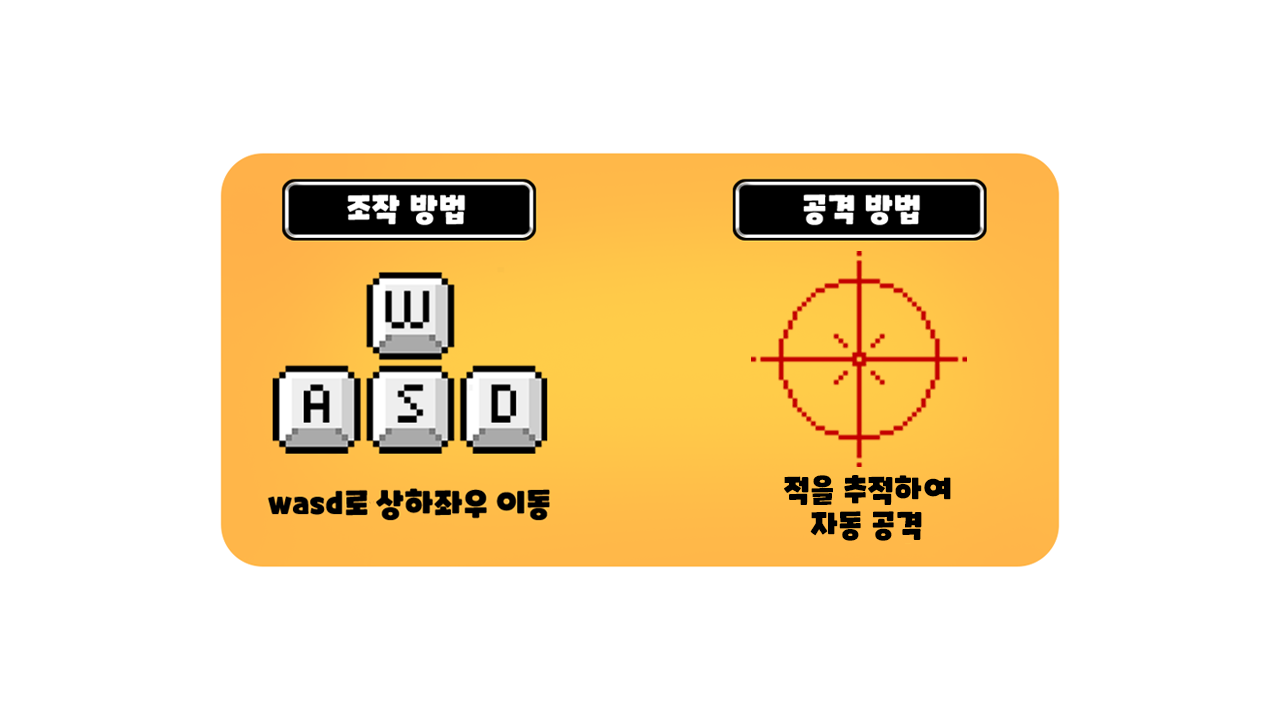 조작 방법
W
A S D
wasd로 상하좌우 이동
공격 방법
적을 추적하여
자동 공격